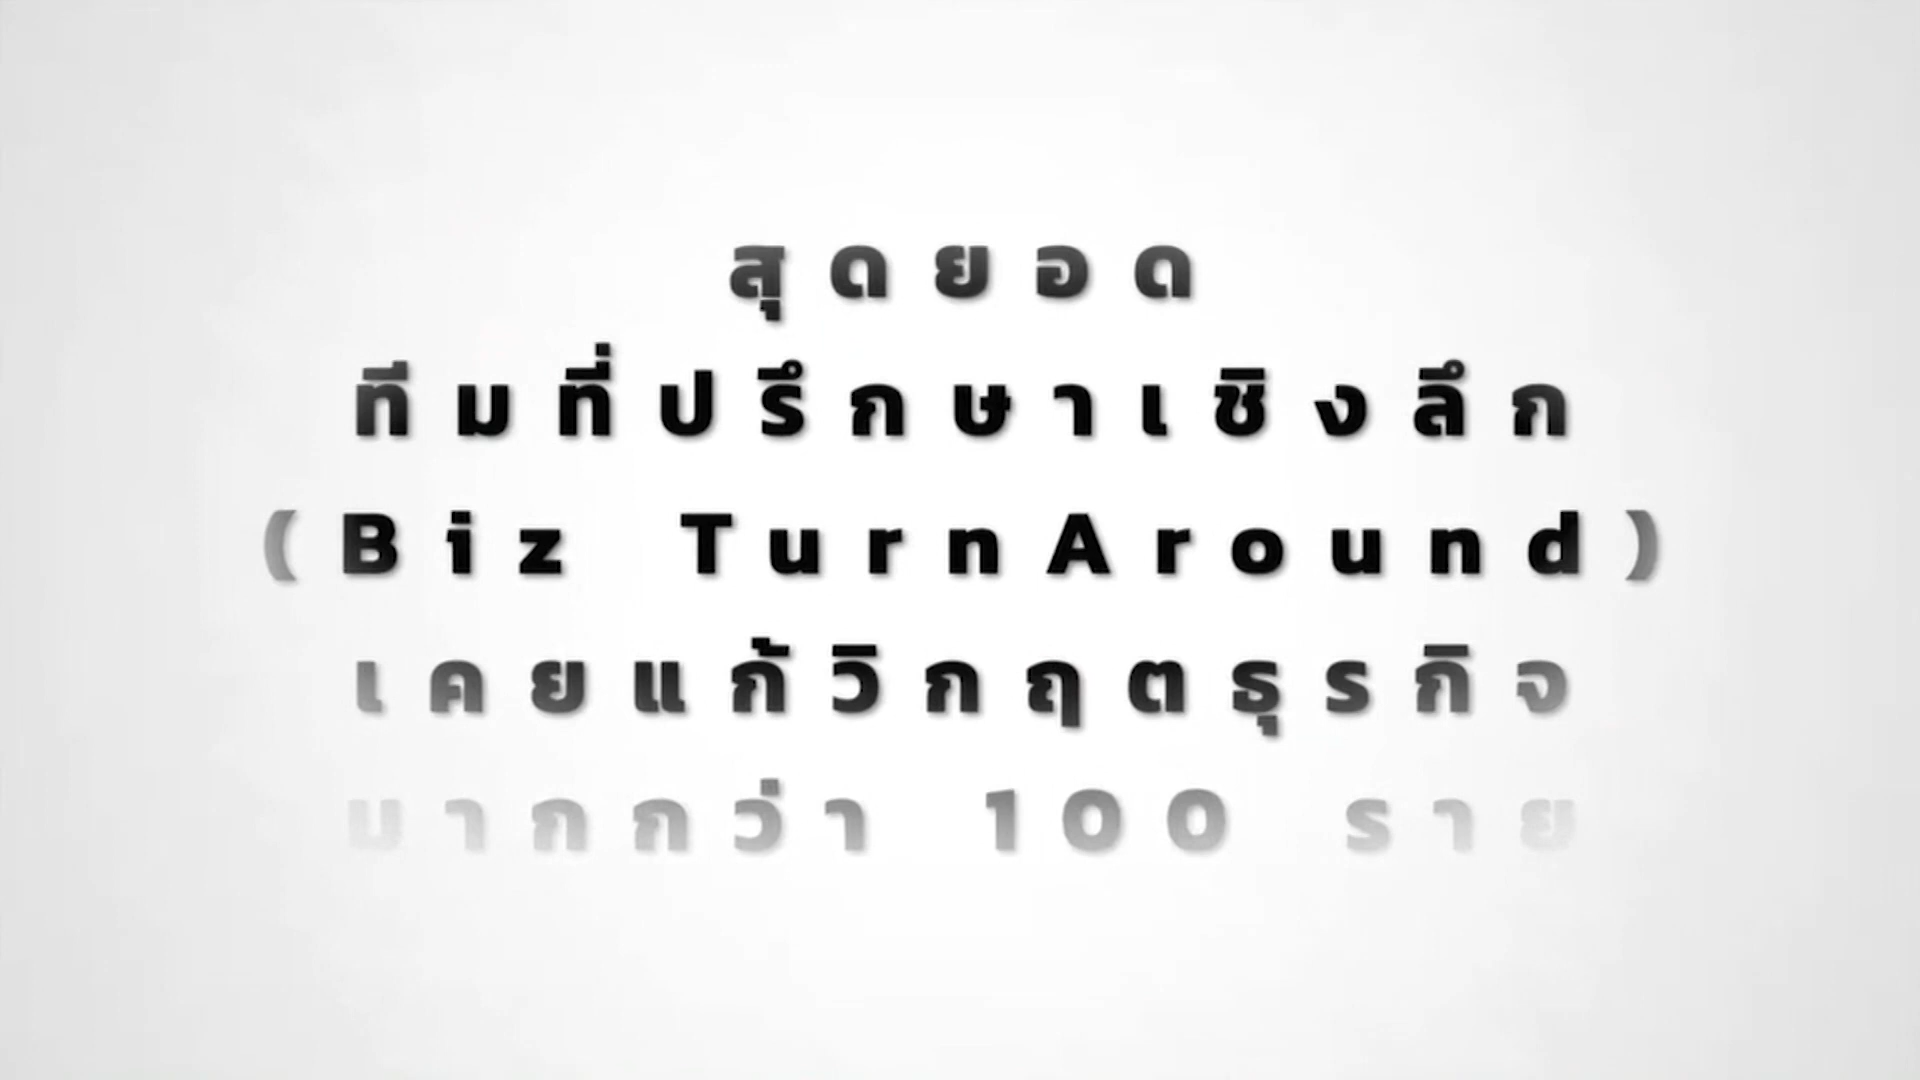 สุดยอด
ทีมที่ปรึกษาเชิงลึก
(Biz TurnAround)
เคยแก้วิกฤตธุรกิจ
มากกว่า 100 ราย